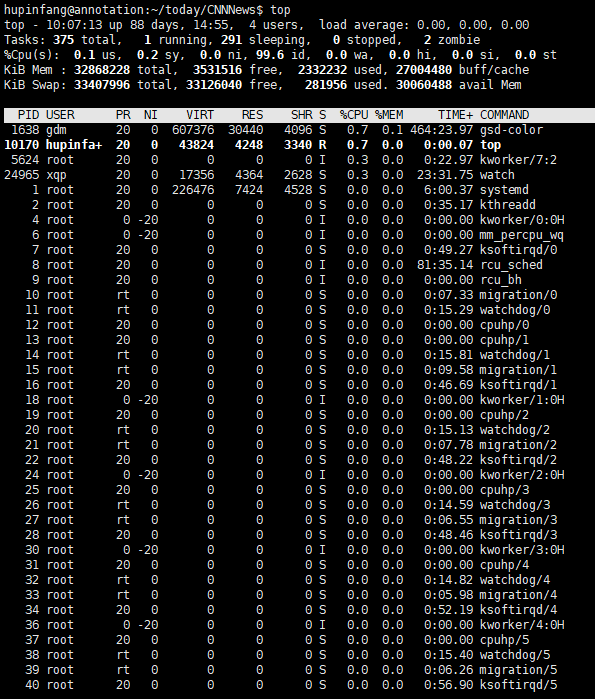 hupinfang@annotation:~/today/CNNNews$ top
top - 10:07:13 up 88 days, 14:55,  4 users,  load average: 0.00, 0.00, 0.00
Tasks: 375 total,   1 running, 291 sleeping,   0 stopped,   2 zombie
%Cpu(s):  0.1 us,  0.2 sy,  0.0 ni, 99.6 id,  0.0 wa,  0.0 hi,  0.0 si,  0.0 st
KiB Mem : 32868228 total,  3531516 free,  2332232 used, 27004480 buff/cache
KiB Swap: 33407996 total, 33126040 free,   281956 used. 30060488 avail Mem
PID USER PR NI VIRT RES SHR S %CPU %MEM TIME+ COMMAND
1638 gdm 20 0 607376 30440 4096 S 0.7 0.1 464:23.97 gsd-color
10170 hupinfa+ 20 0 43824 4248 3340 R 0.7 0.0 0:00.07 top
5624 root 20 0 0 0 0 I 0.3 0.0 0:22.97 kworker/7:2
24965 xqp 20 0 17356 4364 2628 S 0.3 0.0 23:31.75 watch
1 root 20 0 226476 7424 4528 S 0.0 0.0 6:00.37 systemd
2 root 20 0 0 0 0 S 0.0 0.0 0:35.17 kthreadd
4 root 0 -20 0 0 0 I 0.0 0.0 0:00.00 kworker/0:0H
6 root 0 -20 0 0 0 I 0.0 0.0 0:00.00 mm_percpu_wq
7 root 20 0 0 0 0 S 0.0 0.0 0:49.27 ksoftirqd/0
8 root 20 0 0 0 0 I 0.0 0.0 81:35.14 rcu_sched
9 root 20 0 0 0 0 I 0.0 0.0 0:00.00 rcu_bh
10 root rt 0 0 0 0 S 0.0 0.0 0:07.33 migration/0
11 root rt 0 0 0 0 S 0.0 0.0 0:15.29 watchdog/0
12 root 20 0 0 0 0 S 0.0 0.0 0:00.00 cpuhp/0
13 root 20 0 0 0 0 S 0.0 0.0 0:00.00 cpuhp/1
14 root rt 0 0 0 0 S 0.0 0.0 0:15.81 watchdog/1
15 root rt 0 0 0 0 S 0.0 0.0 0:09.58 migration/1
16 root 20 0 0 0 0 S 0.0 0.0 0:46.69 ksoftirqd/1
18 root 0 -20 0 0 0 I 0.0 0.0 0:00.00 kworker/1:0H
19 root 20 0 0 0 0 S 0.0 0.0 0:00.00 cpuhp/2
20 root rt 0 0 0 0 S 0.0 0.0 0:15.13 watchdog/2
21 root rt 0 0 0 0 S 0.0 0.0 0:07.78 migration/2
22 root 20 0 0 0 0 S 0.0 0.0 0:48.22 ksoftirqd/2
24 root 0 -20 0 0 0 I 0.0 0.0 0:00.00 kworker/2:0H
25 root 20 0 0 0 0 S 0.0 0.0 0:00.00 cpuhp/3
26 root rt 0 0 0 0 S 0.0 0.0 0:14.59 watchdog/3
27 root rt 0 0 0 0 S 0.0 0.0 0:06.55 migration/3
28 root 20 0 0 0 0 S 0.0 0.0 0:48.46 ksoftirqd/3
30 root 0 -20 0 0 0 I 0.0 0.0 0:00.00 kworker/3:0H
31 root 20 0 0 0 0 S 0.0 0.0 0:00.00 cpuhp/4
32 root rt 0 0 0 0 S 0.0 0.0 0:14.82 watchdog/4
33 root rt 0 0 0 0 S 0.0 0.0 0:05.98 migration/4
34 root 20 0 0 0 0 S 0.0 0.0 0:52.19 ksoftirqd/4
36 root 0 -20 0 0 0 I 0.0 0.0 0:00.00 kworker/4:0H
37 root 20 0 0 0 0 S 0.0 0.0 0:00.00 cpuhp/5
38 root rt 0 0 0 0 S 0.0 0.0 0:15.40 watchdog/5
39 root rt 0 0 0 0 S 0.0 0.0 0:06.26 migration/5
40 root 20 0 0 0 0 S 0.0 0.0 0:56.90 ksoftirqd/5